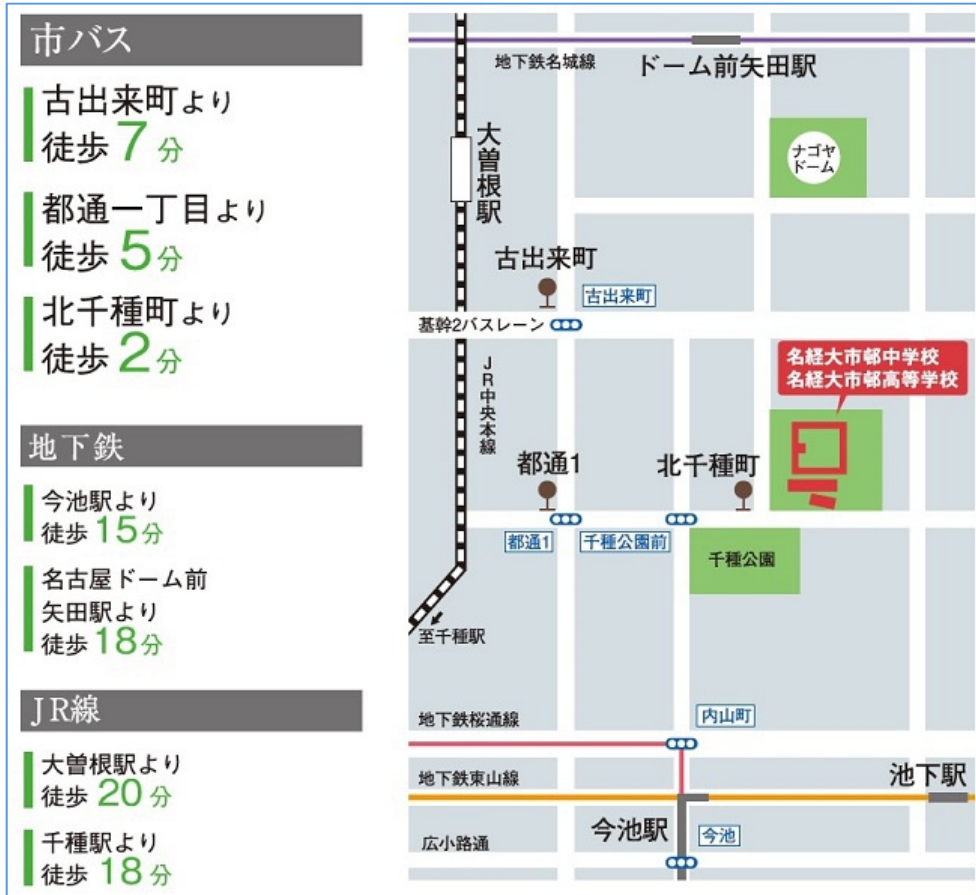 市バス
古出来町より
徒歩 7 分
都通一丁目より
徒歩 5 分
北千種町より
徒歩 2 分
地下鉄
今池駅より
徒歩 15 分
名古屋ドーム前
矢田駅より
徒歩 18 分
JR線
大曽根駅より
徒歩 20 分
千種駅より
徒歩 18 分
地下鉄名城線
ドーム前矢田駅
大曽根駅
ナゴヤ
ドーム
古出来町
古出来町
基幹2バスレーン
名経大市邨中学校
名経大市邨高等学校
JR中央本線
都通1
北千種町
都通1
千種公園前
千種公園
至千種駅
内山町
地下鉄桜通線
地下鉄東山線
池下駅
今池駅
今池
広小路通